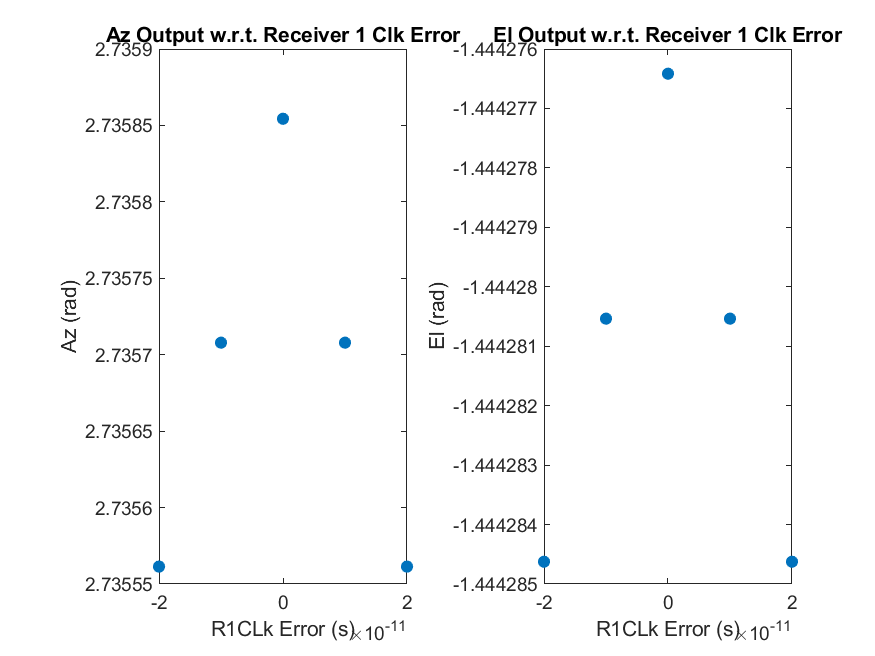 Az Output w.r.t. Receiver 1 Clk Error
2.7359
2.73585
2.7358
2.73575
2.7357
2.73565
2.7356
2.73555
Az (rad)
-2 0 2
R1CLk Error (s)
×10-11
El Output w.r.t. Receiver 1 Clk Error
-1.444276
-1.444277
-1.444278
-1.444279
-1.44428
-1.444281
-1.444282
-1.444283
-1.444284
-1.444285
El (rad)
-2 0 2
R1CLk Error (s)
×10-11